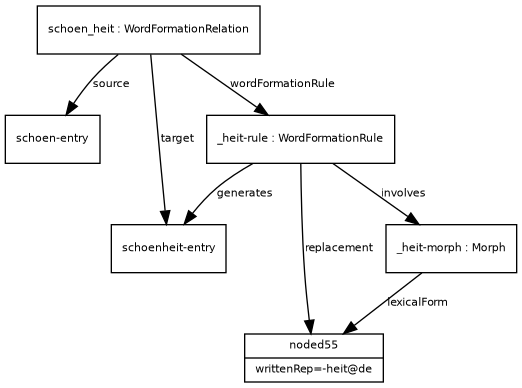 schoen_heit : WordFormationRelation
source
wordFormationRule
schoen-entry
target
_heit-rule : WordFormationRule
generates
involves
schoenheit-entry
replacement
_heit-morph : Morph
lexicalForm
noded55
writtenRep=-heit@de